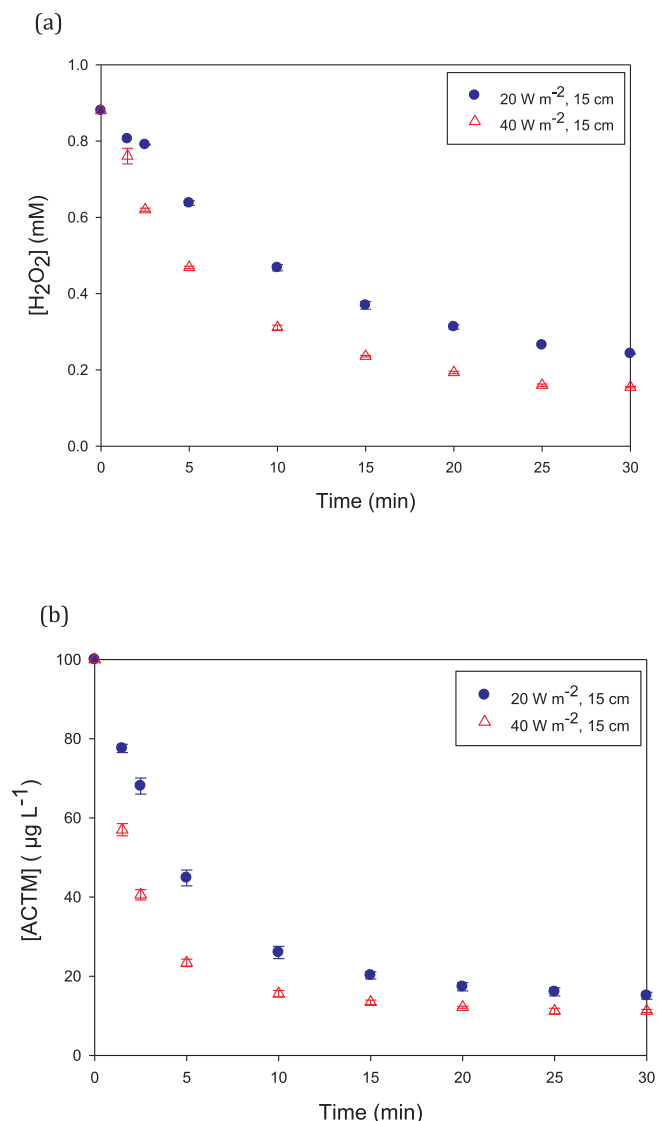 (a)
1.0
0.8
0.6
0.4
0.2
0.0
[H₂O₂] (mM)
20 W m⁻², 15 cm
40 W m⁻², 15 cm
0 5 10 15 20 25 30
Time (min)
(b)
100
80
60
40
20
0
[ACTM] ( µg L⁻¹)
20 W m⁻², 15 cm
40 W m⁻², 15 cm
0 5 10 15 20 25 30
Time (min)